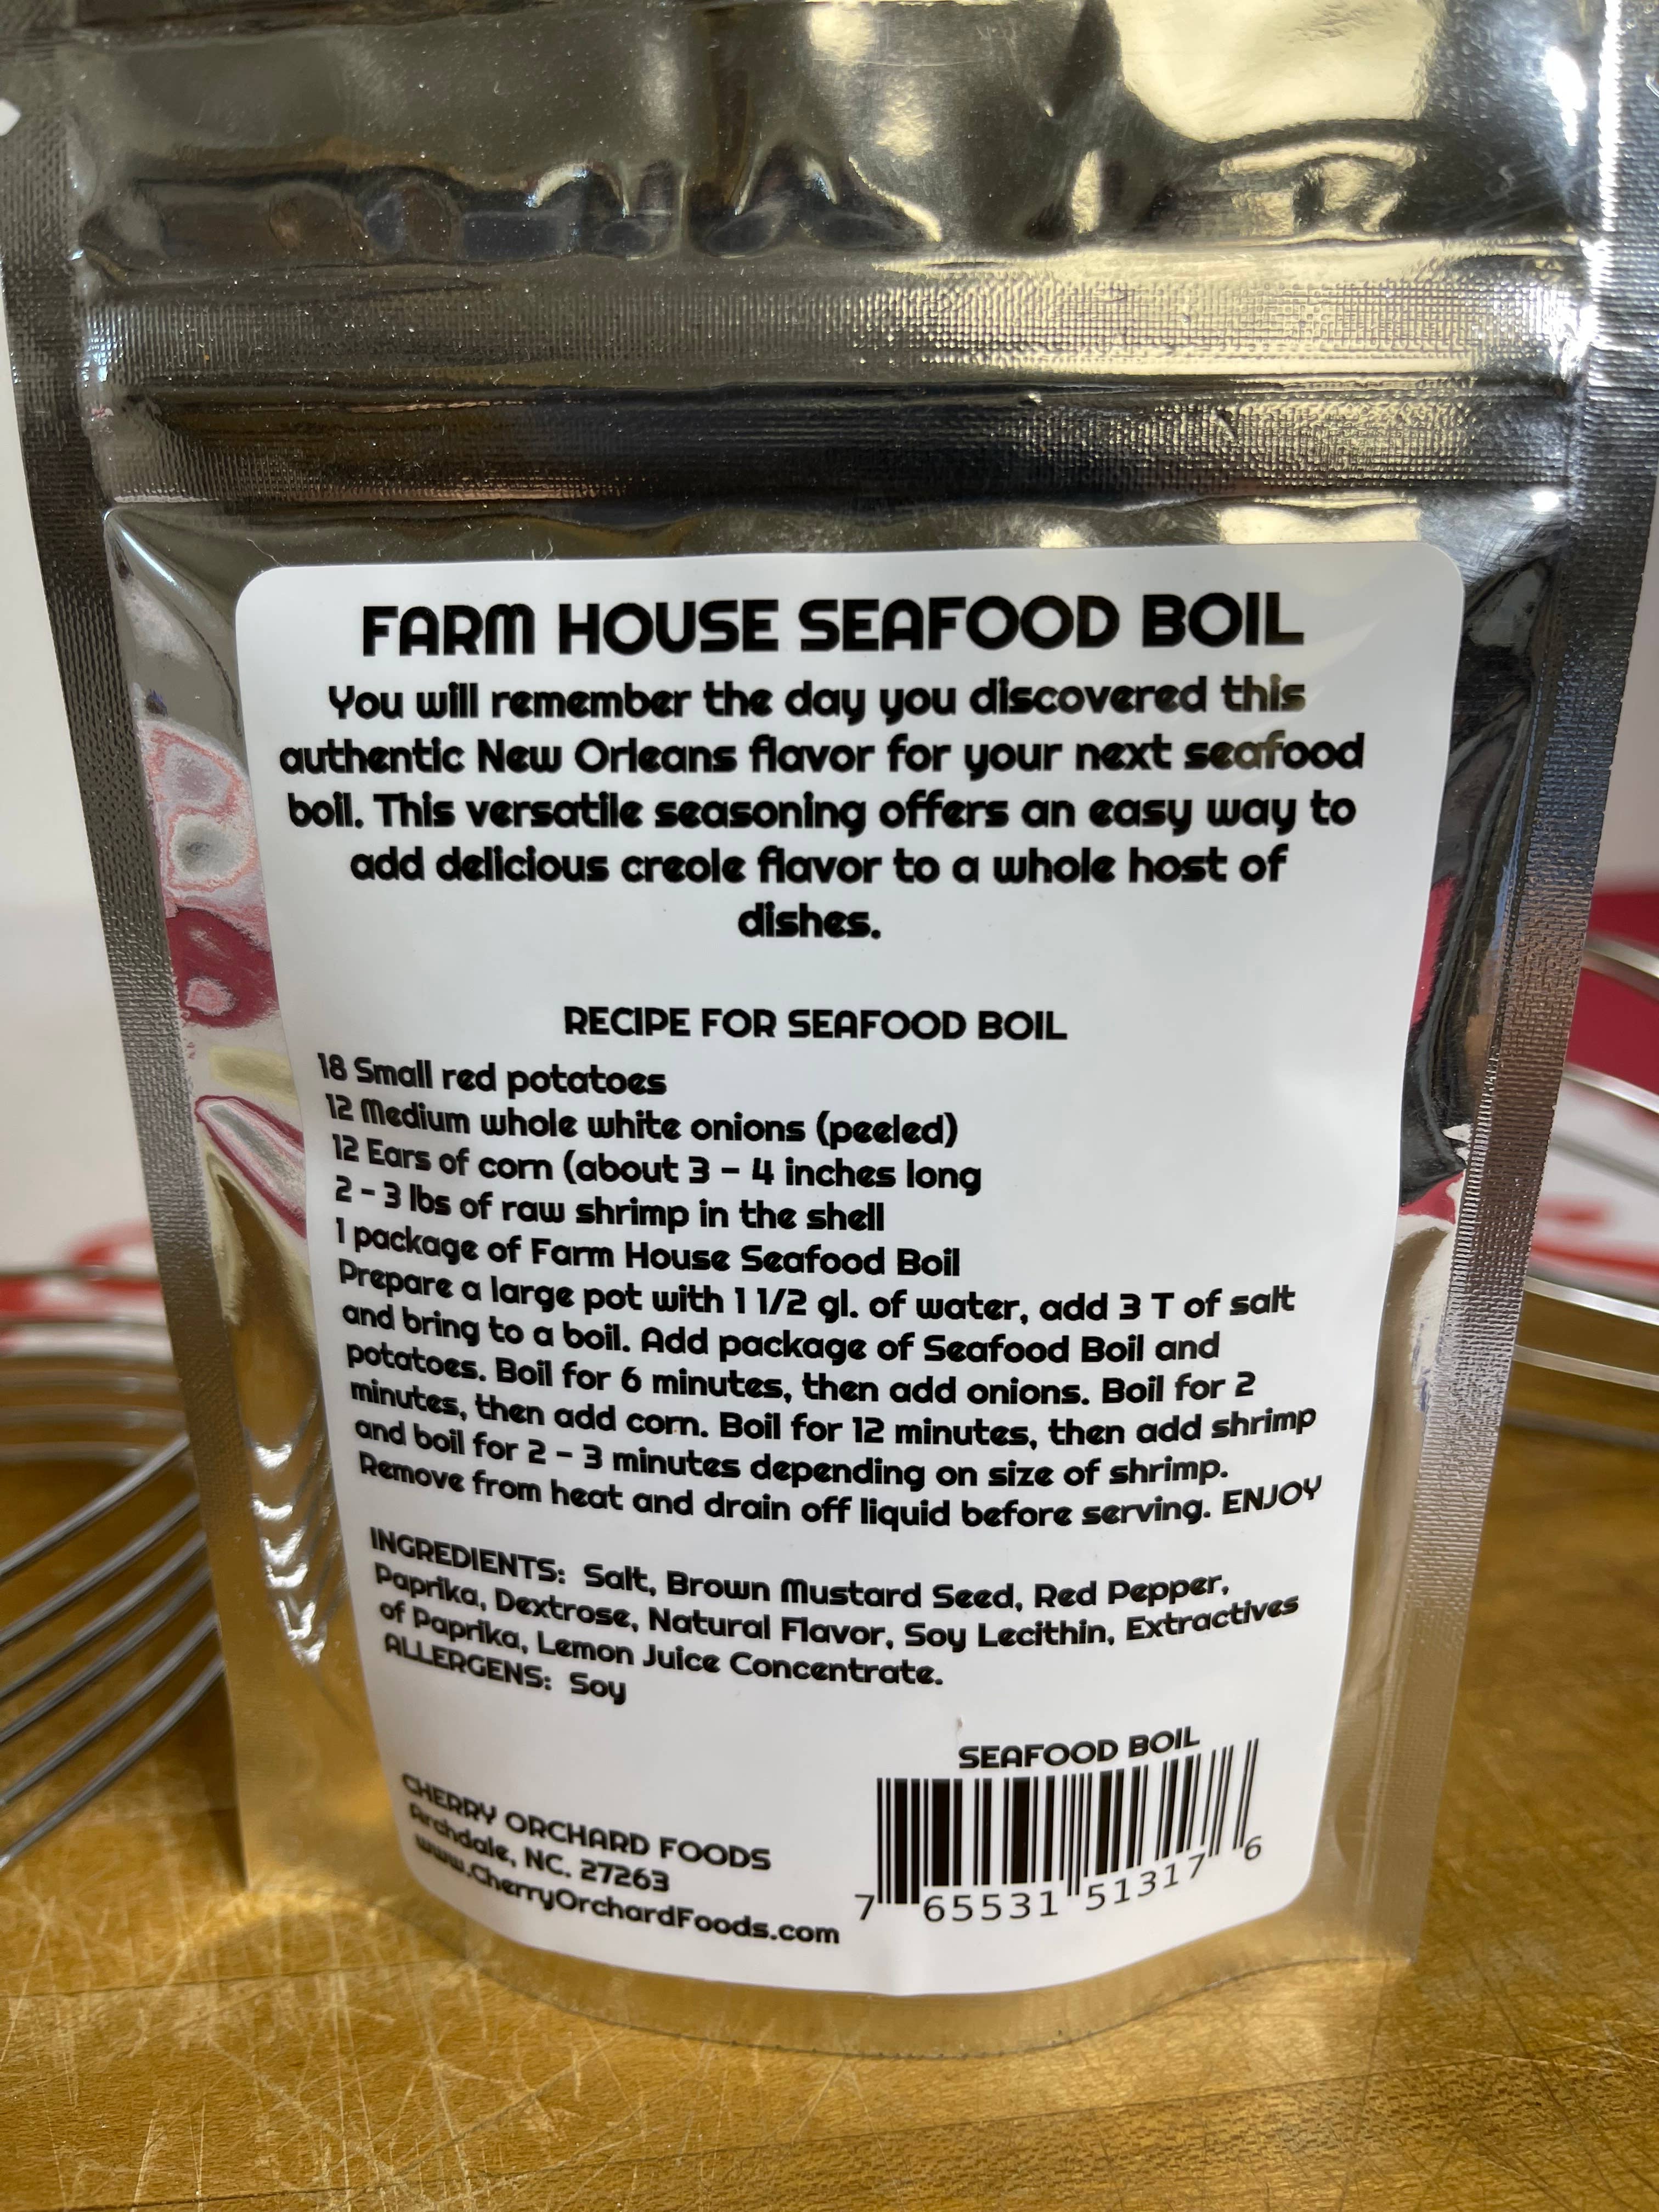 FARM HOUSE SEAFOOD BOIL
You will remember the day you discovered this
authentic New Orleans flavor for your next seafood
boil. This versatile seasoning offers an easy way to
add delicious creole flavor to a whole host of
dishes.
RECIPE FOR SEAFOOD BOIL
18 Small red potatoes
12 Medium whole white onions (peeled)
12 Ears of corn (about 3 - 4 inches long
2 - 3 lbs of raw shrimp in the shell
1 package of Farm House Seafood Boil
Prepare a large pot with 1 1/2 gl. of water, add 3 T of salt
and bring to a boil. Add package of Seafood Boil and
potatoes. Boil for 6 minutes, then add onions. Boil for 2
minutes, then add corn. Boil for 12 minutes, then add shrimp
and boil for 2 - 3 minutes depending on size of shrimp.
Remove from heat and drain off liquid before serving. ENJOY
INGREDIENTS: Salt, Brown Mustard Seed, Red Pepper,
Paprika, Dextrose, Natural Flavor, Soy Lecithin, Extractives
of Paprika, Lemon Juice Concentrate.
ALLERGENS: Soy
CHERRY ORCHARD FOODS
Archdale, NC. 27263
www.CherryOrchardFoods.com
SEAFOOD BOIL
7 65531 51317 6